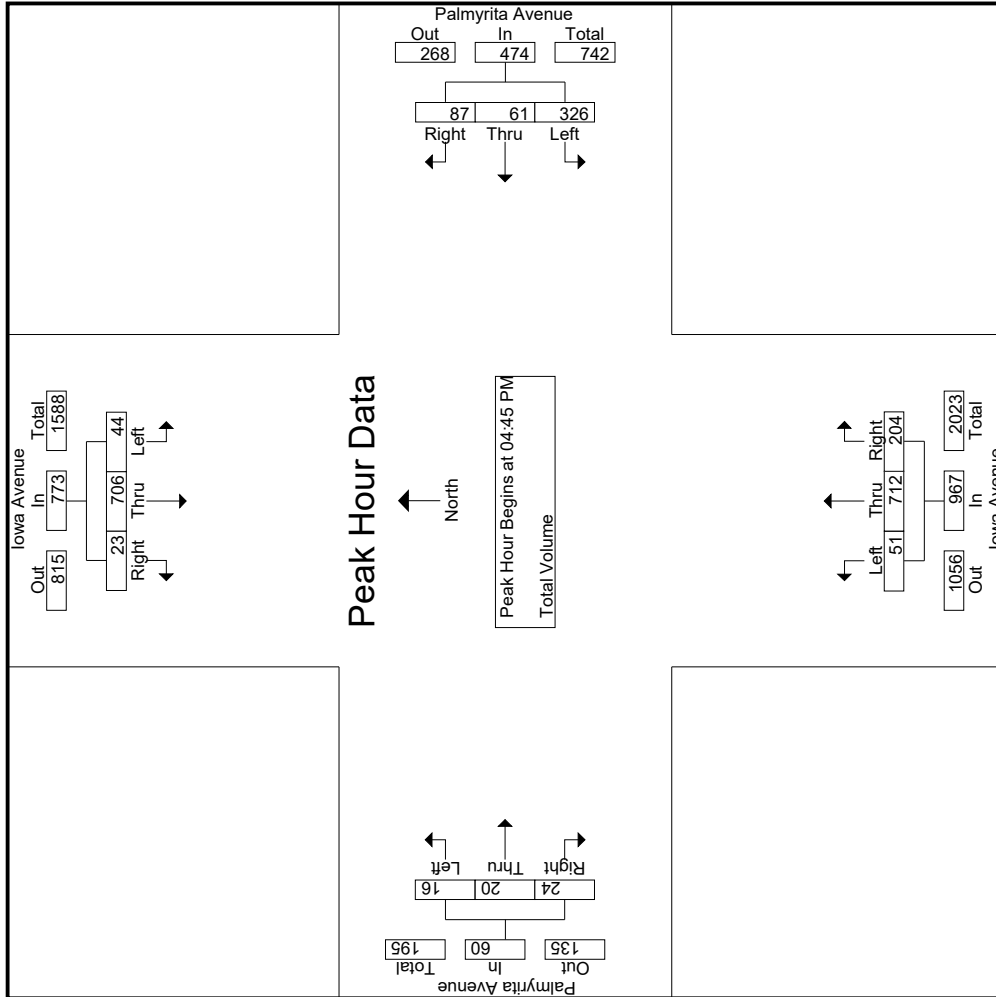 Palmyrita Avenue
Out In Total
268 474 742
87 61 326
Right Thru Left
Iowa Avenue
Out In Total
815 773 1588
23 706 44
Right Thru Left
Peak Hour Data
North
Peak Hour Begins at 04:45 PM
Total Volume
Left Thru Right
51 712 204
1056 967 2023
Out In Total
Iowa Avenue
Left Thru Right
16 20 24
195 60 135
Total In Out
Palmyrita Avenue